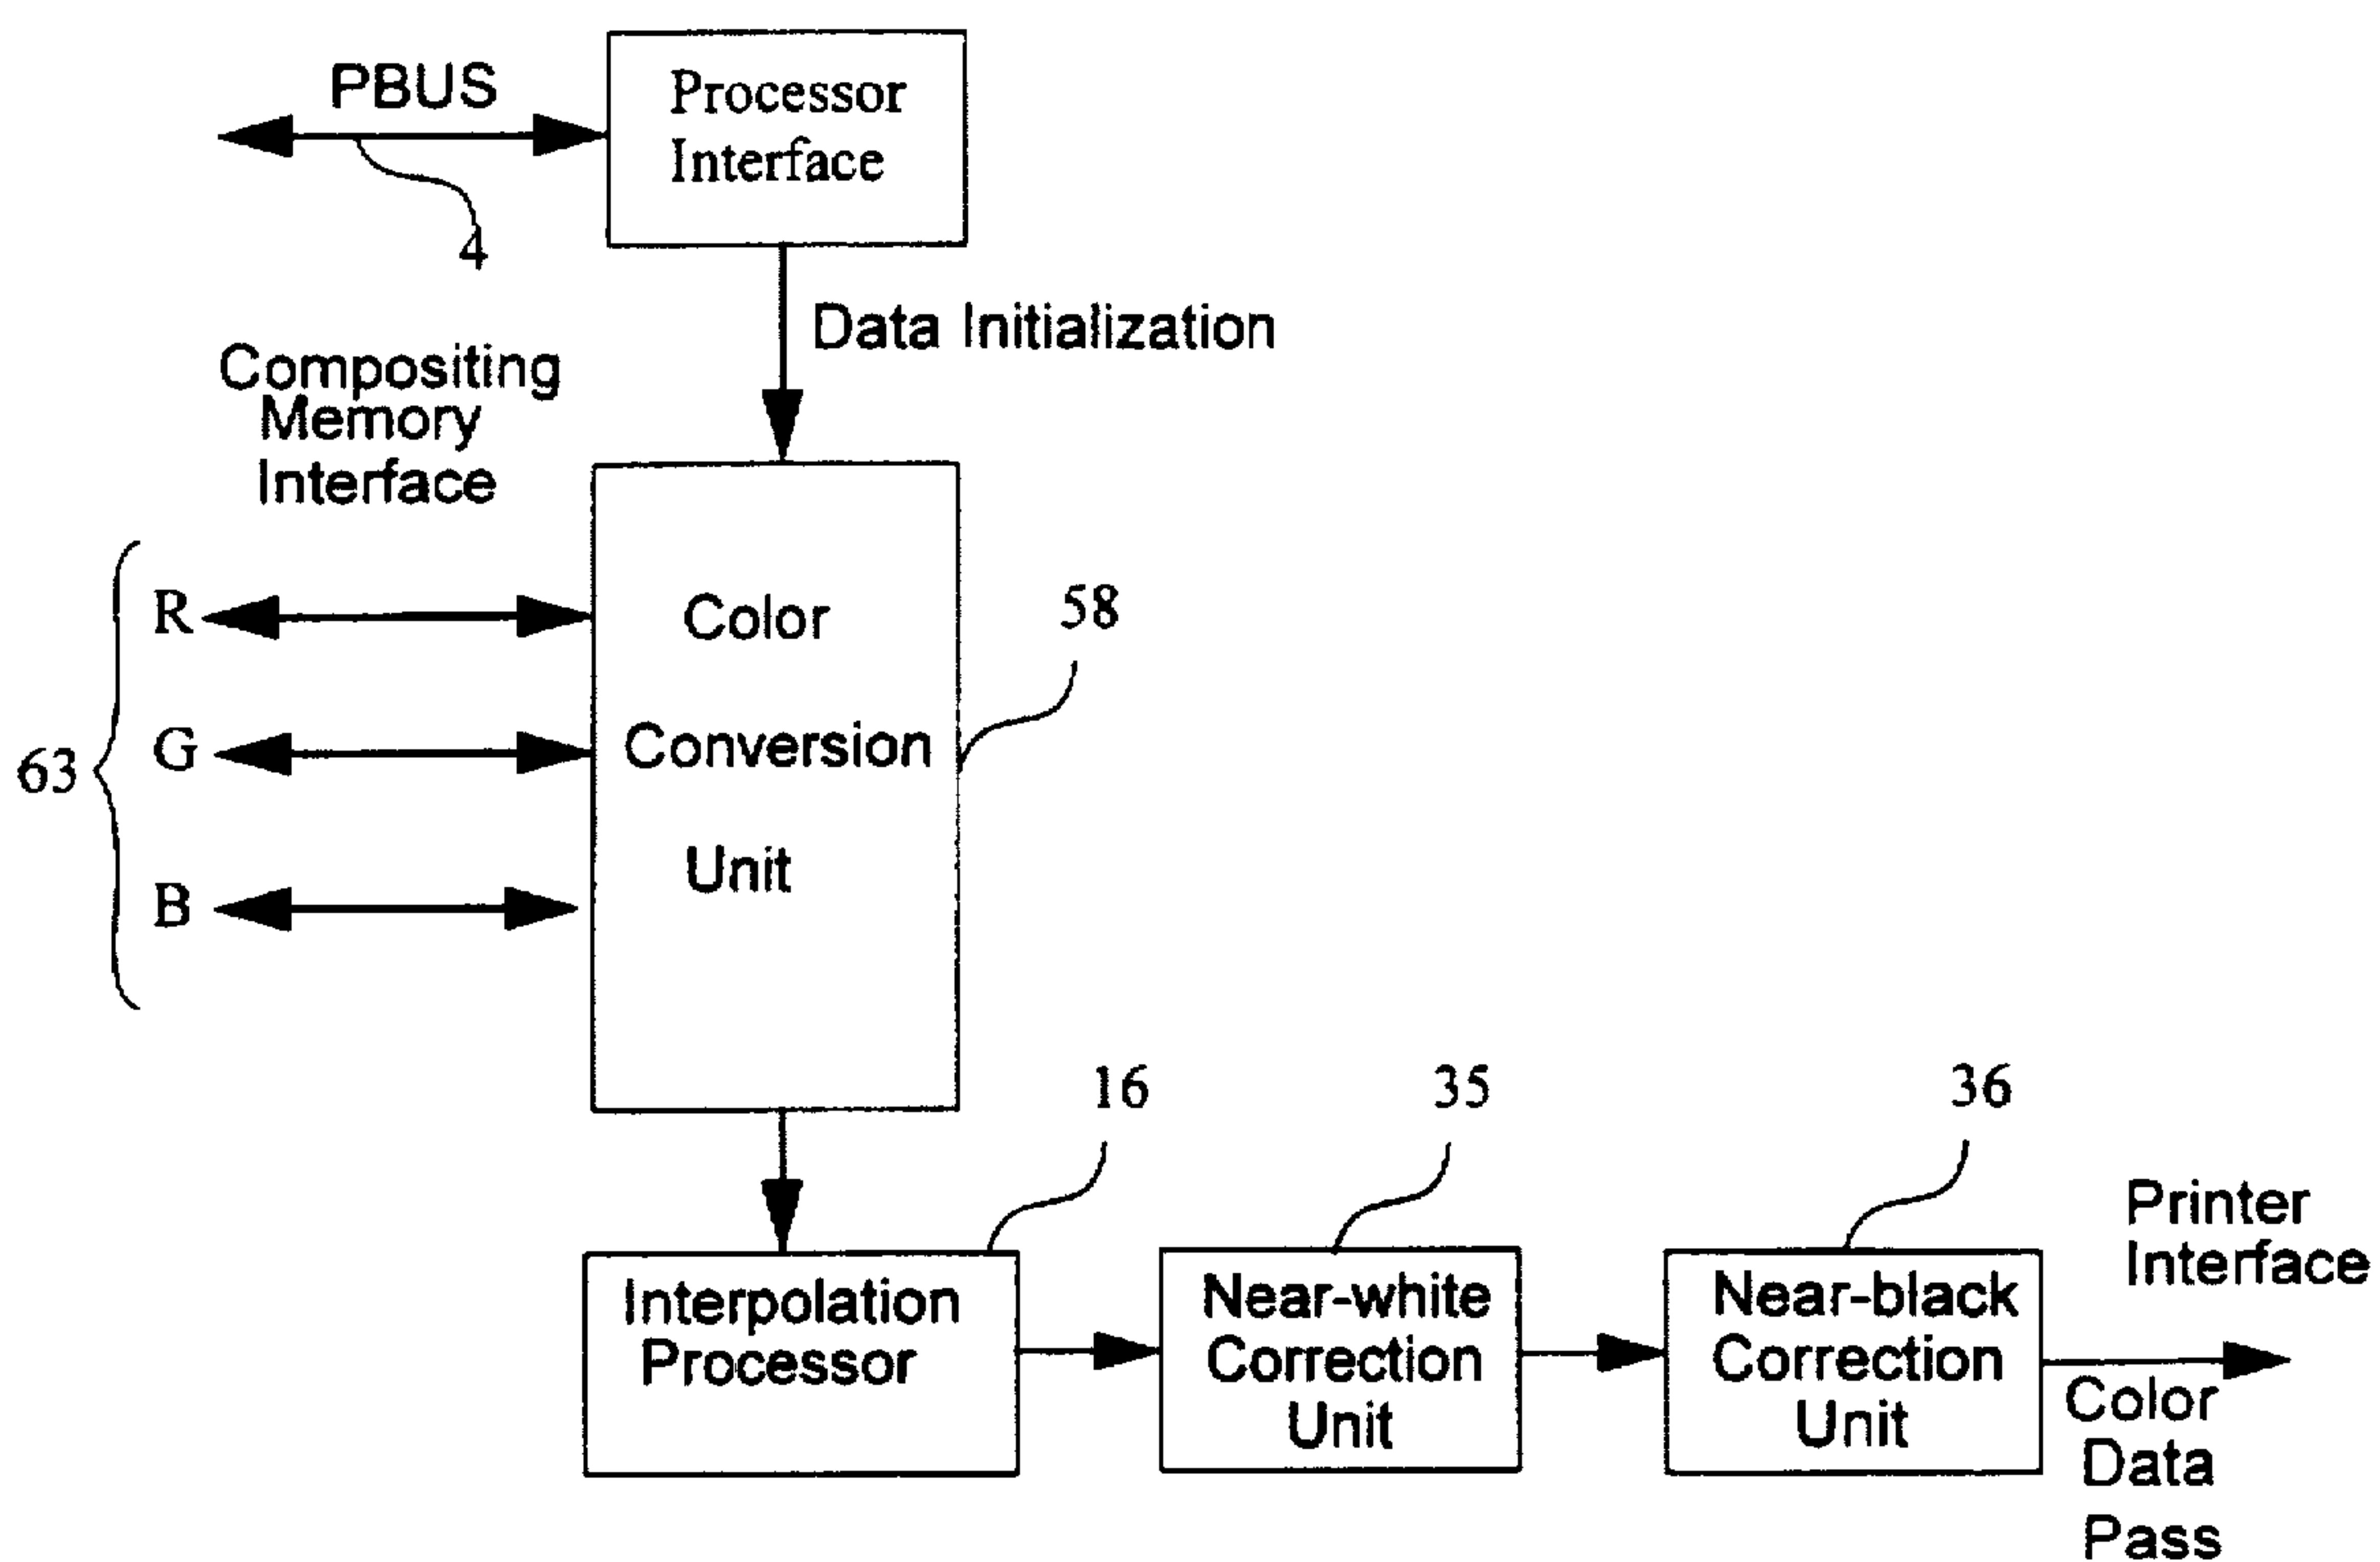 PBUS
Processor
Interface
4
Data Initialization
Compositing
Memory
Interface
R
G
B
63
Color
Conversion
Unit
58
16
35
36
Interpolation
Processor
Near-white
Correction
Unit
Near-black
Correction
Unit
Printer
Interface
Color
Data
Pass